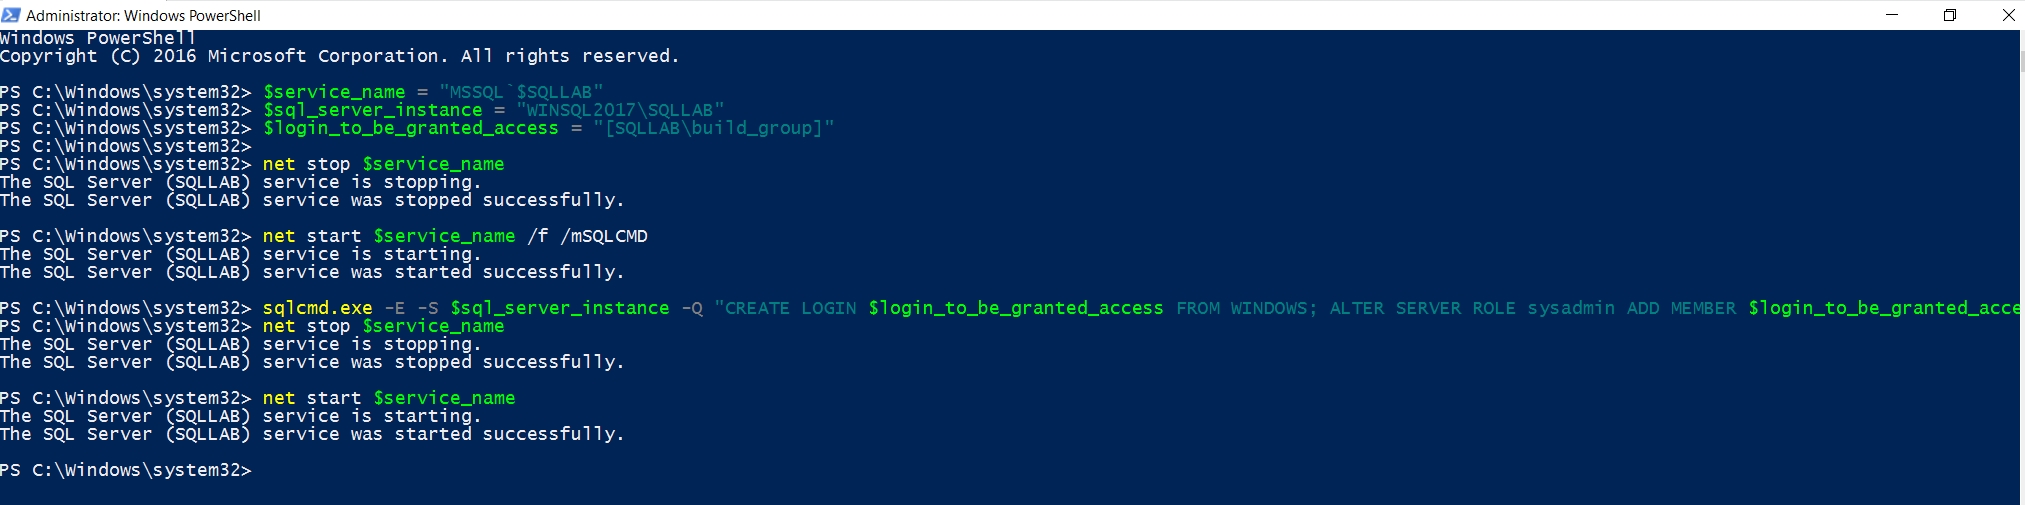 Administrator: Windows PowerShell
Windows PowerShell
Copyright (C) 2016 Microsoft Corporation. All rights reserved.
PS C:\Windows\system32> $service_name = "MSSQL`$SQLLAB"
PS C:\Windows\system32> $sql_server_instance = "WINSQL2017\SQLLAB"
PS C:\Windows\system32> $login_to_be_granted_access = "[SQLLAB\build_group]"
PS C:\Windows\system32>
PS C:\Windows\system32> net stop $service_name
The SQL Server (SQLLAB) service is stopping.
The SQL Server (SQLLAB) service was stopped successfully.
PS C:\Windows\system32> net start $service_name /f /mSQLCMD
The SQL Server (SQLLAB) service is starting.
The SQL Server (SQLLAB) service was started successfully.
PS C:\Windows\system32> sqlcmd.exe -E -S $sql_server_instance -Q "CREATE LOGIN $login_to_be_granted_access FROM WINDOWS; ALTER SERVER ROLE sysadmin ADD MEMBER $login_to_be_granted_acce
PS C:\Windows\system32> net stop $service_name
The SQL Server (SQLLAB) service is stopping.
The SQL Server (SQLLAB) service was stopped successfully.
PS C:\Windows\system32> net start $service_name
The SQL Server (SQLLAB) service is starting.
The SQL Server (SQLLAB) service was started successfully.
PS C:\Windows\system32>